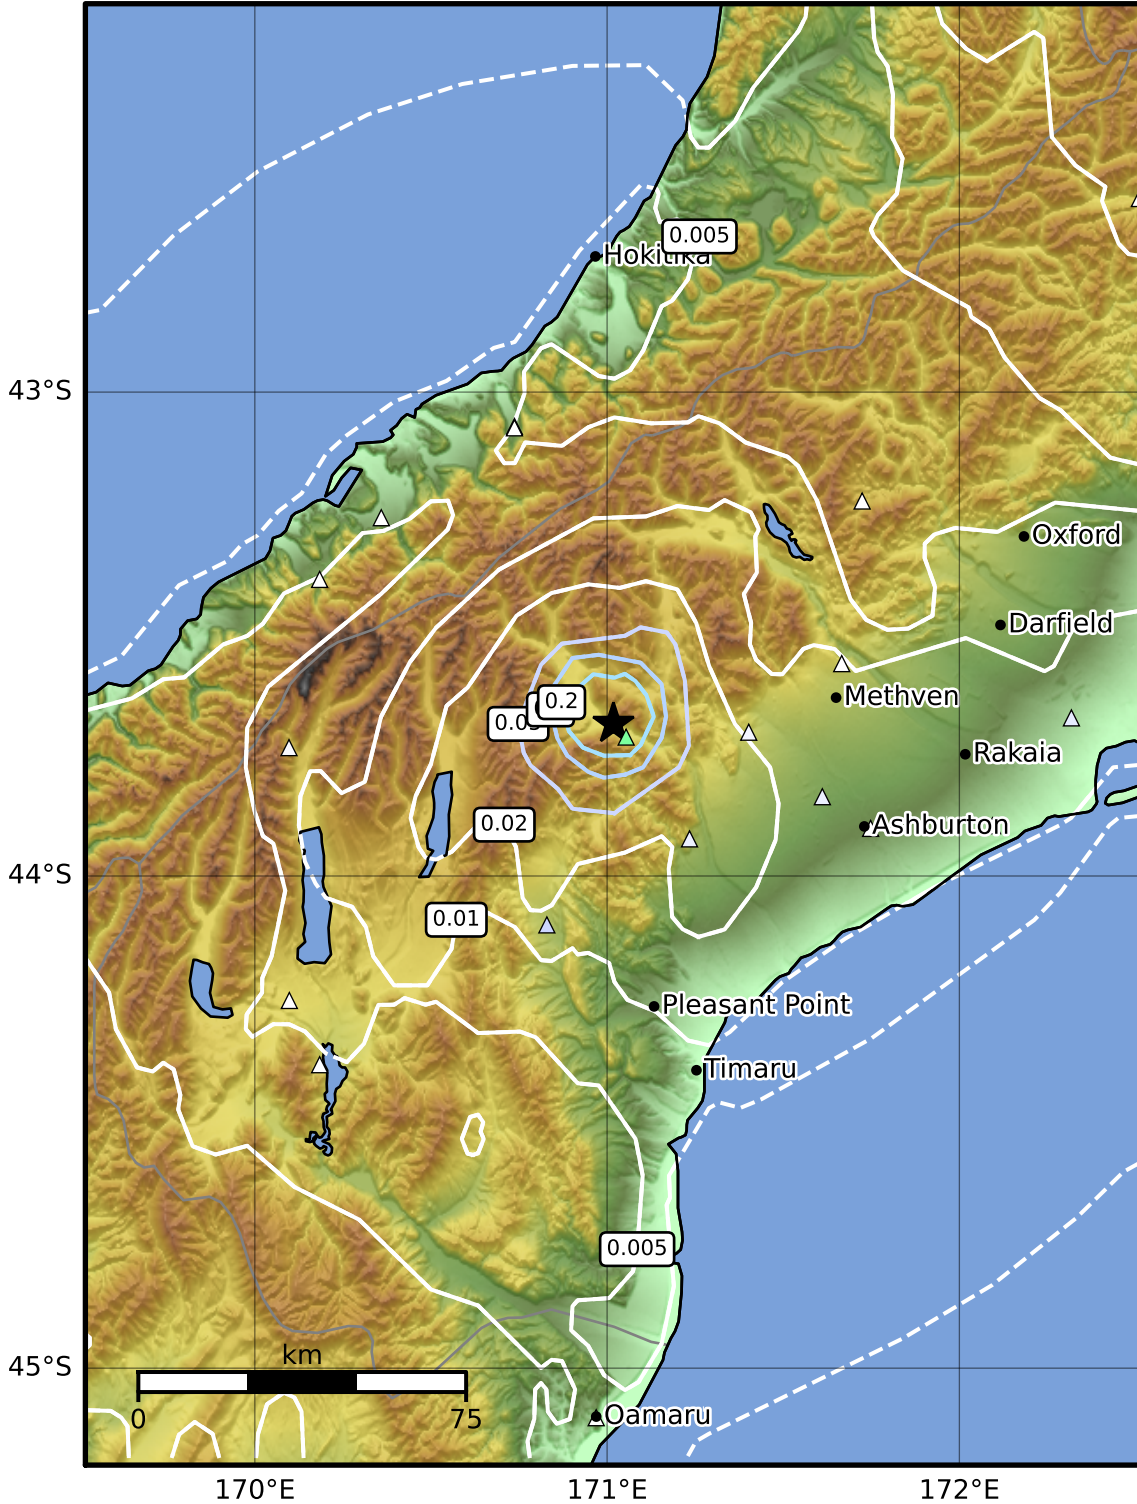 0.005
Hokitika
43°S
Oxford
Darfield
Methven
0.2
Rakaia
0.02
Ashburton
44°S
0.01
Pleasant Point
Timaru
0.005
km
45°S
0
75
Oamaru
170°E
171°E
172°E